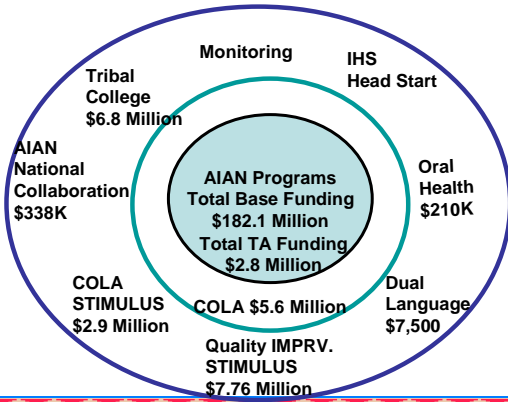 Monitoring
IHS
Head Start
Tribal
College
$6.8 Million
AIAN
National
Collaboration
$338K
AIAN Programs
Total Base Funding
$182.1 Million
Total TA Funding
$2.8 Million
Oral
Health
$210K
COLA
STIMULUS
$2.9 Million
COLA $5.6 Million
Dual
Language
$7,500
Quality IMPRV.
STIMULUS
$7.76 Million